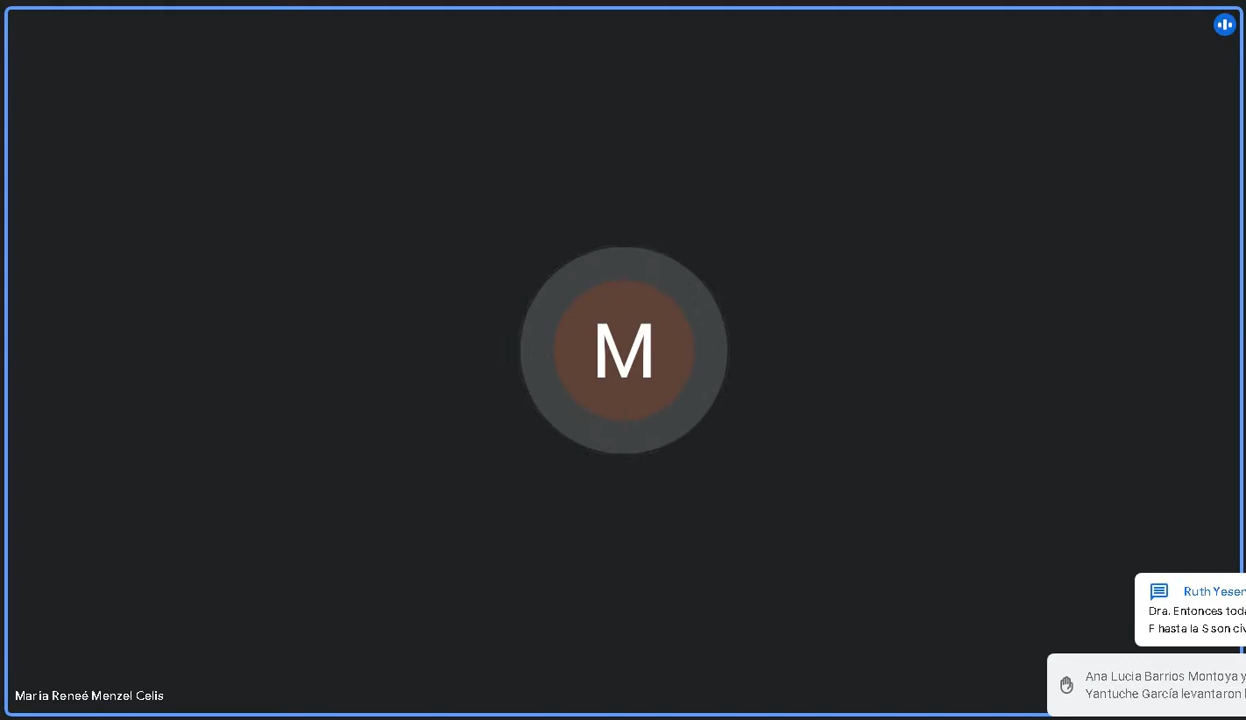 M
Ruth Yesen
Dra. Entonces toda
F hasta la S son civ
Ana Lucia Barrios Montoya y
Yantuche García levantaron
María Reneé Menzel Celis